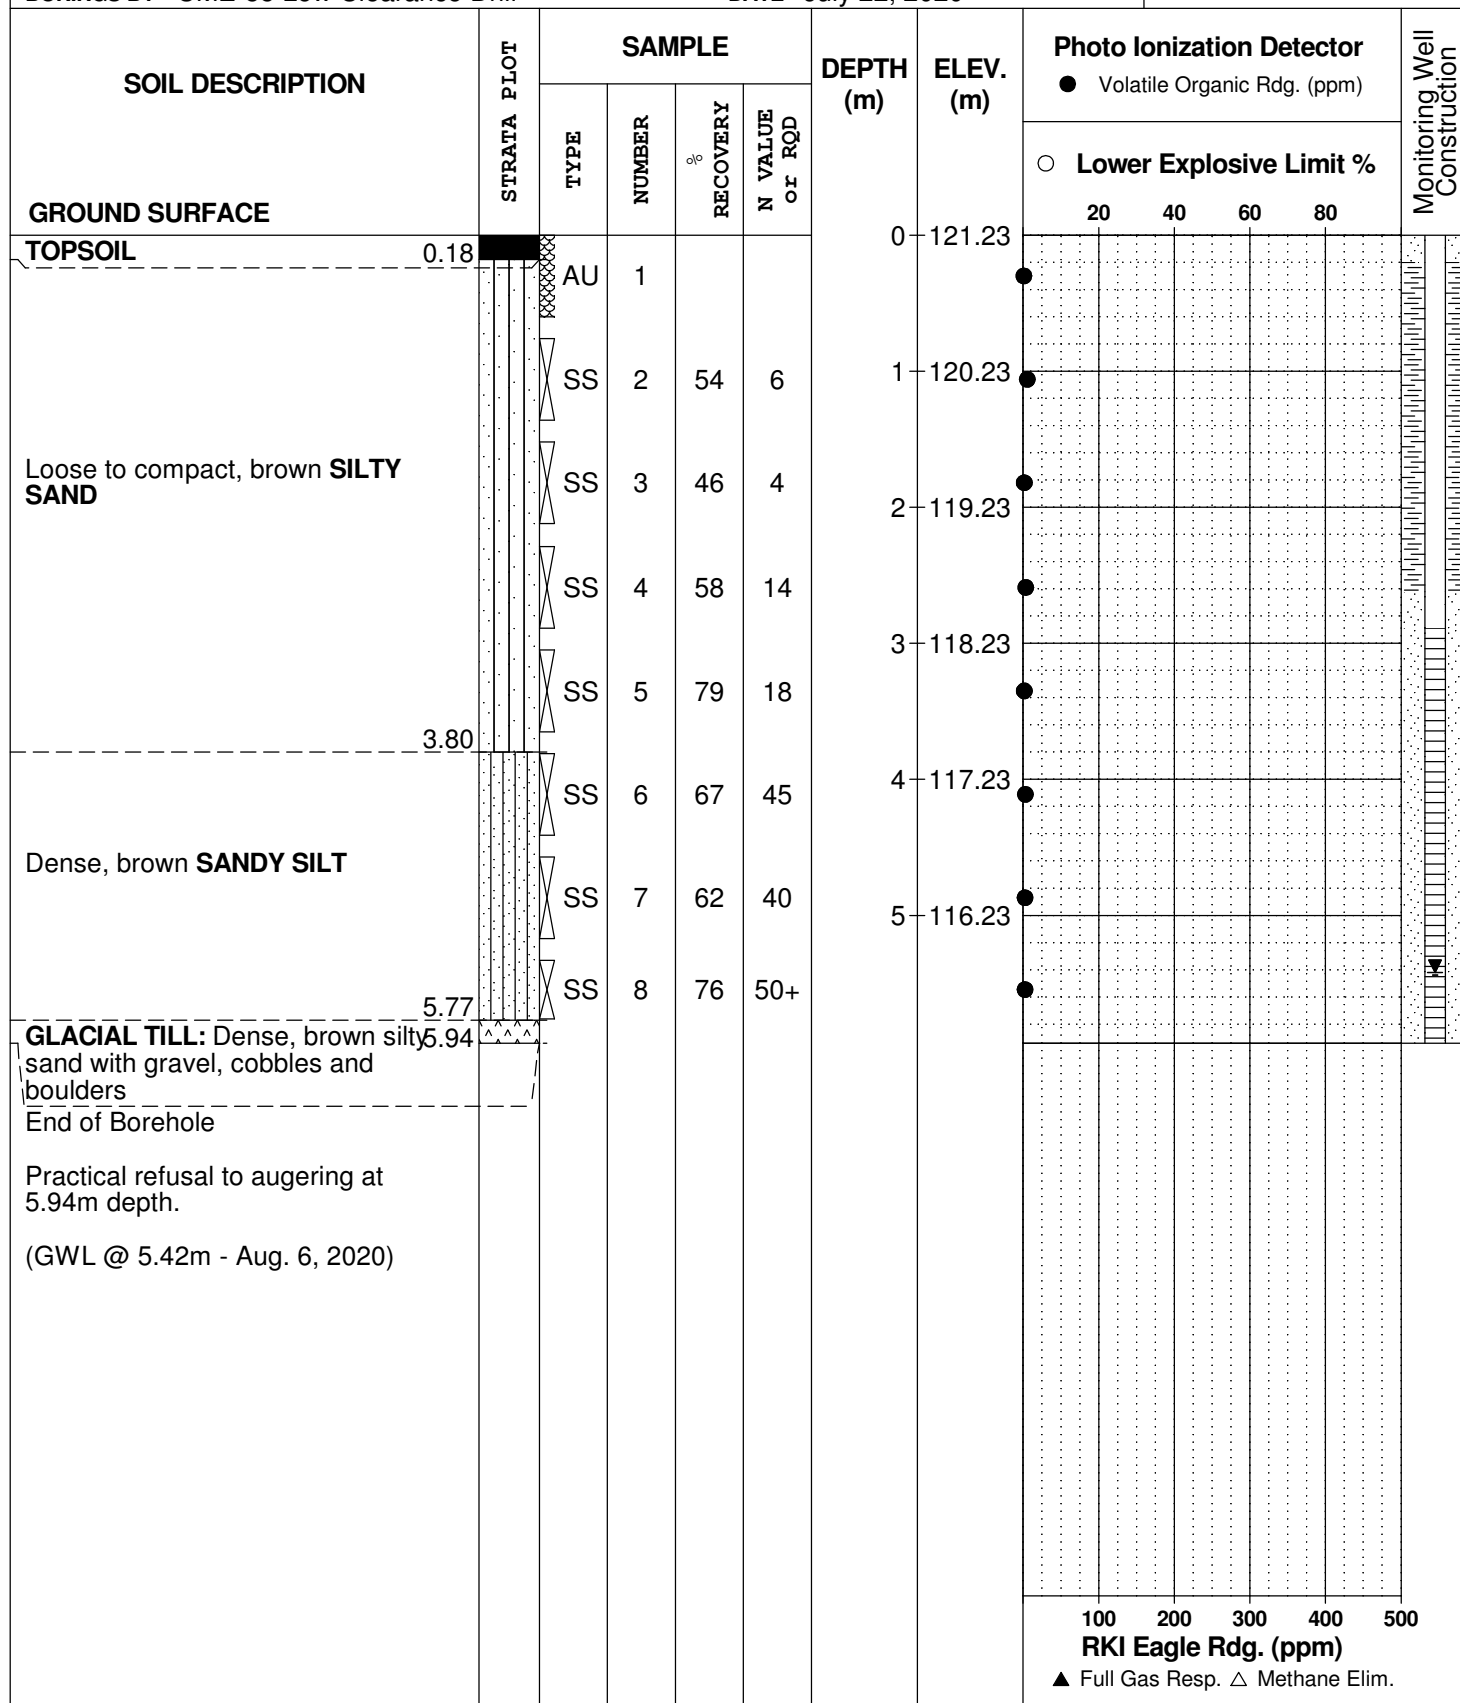 SOIL DESCRIPTION
GROUND SURFACE
STRATA PLOT
SAMPLE
TYPE
NUMBER
% RECOVERY
N VALUE
or RQD
DEPTH
(m)
ELEV.
(m)
Photo Ionization Detector
● Volatile Organic Rdg. (ppm)
○ Lower Explosive Limit %
20 40 60 80
Monitoring Well
Construction
TOPSOIL 0.18
0 121.23
AU 1
SS 2 54 6
1 120.23
Loose to compact, brown SILTY
SAND
SS 3 46 4
2 119.23
SS 4 58 14
3 118.23
SS 5 79 18
3.80
4 117.23
SS 6 67 45
Dense, brown SANDY SILT
SS 7 62 40
5 116.23
SS 8 76 50+
5.77
GLACIAL TILL: Dense, brown silty 5.94
sand with gravel, cobbles and
boulders
End of Borehole
Practical refusal to augering at
5.94m depth.
(GWL @ 5.42m - Aug. 6, 2020)
100 200 300 400 500
RKI Eagle Rdg. (ppm)
▲ Full Gas Resp. △ Methane Elim.